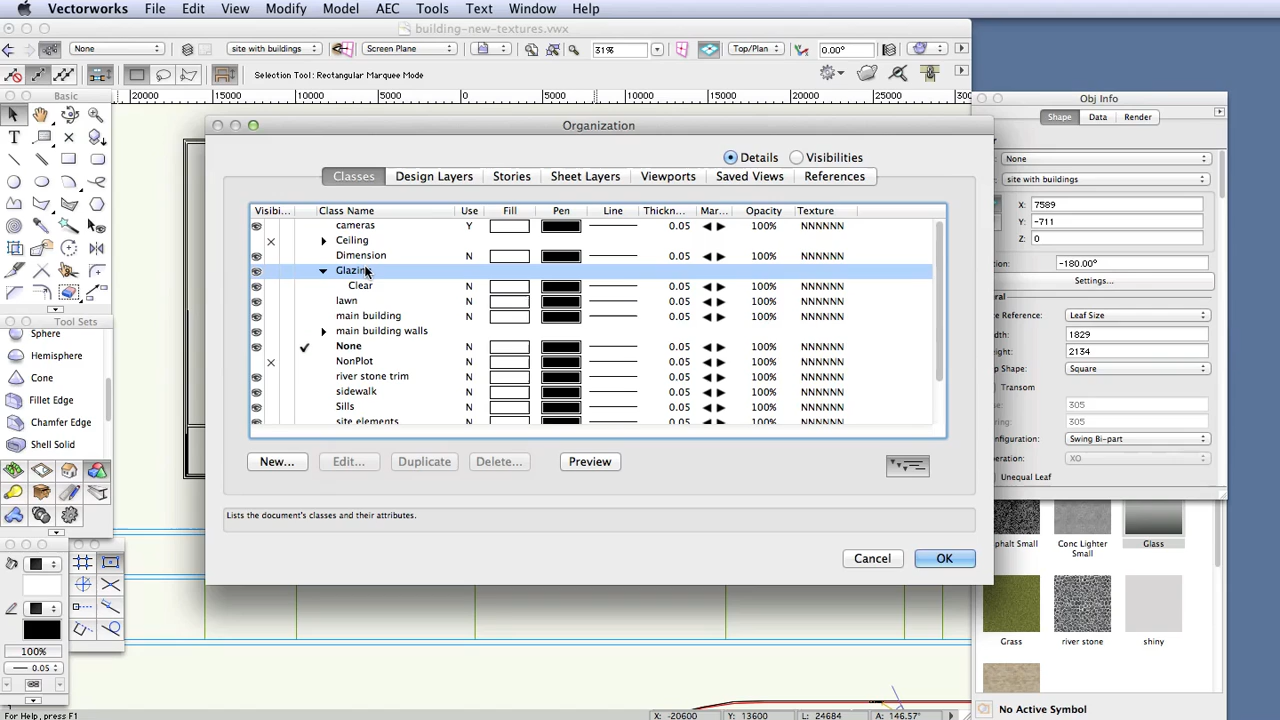 Vectorworks File Edit View Modify Model AEC Tools Text Window Help
building-new-textures.vwx
None site with buildings Screen Plane 31% Top/Plan 0.00°
Selection Tool: Rectangular Marquee Mode
Basic
20000 15000 10000 5000 0 5000 10000 15000 20000 25000
Organization
Details Visibilities
Classes Design Layers Stories Sheet Layers Viewports Saved Views References
Visibi... Class Name Use Fill Pen Line Thickn... Mar... Opacity Texture
cameras Y 0.05 100% NNNNNN
Ceiling
Dimension N 0.05 100% NNNNNN
Glazing
Clear N 0.05 100% NNNNNN
lawn N 0.05 100% NNNNNN
main building N 0.05 100% NNNNNN
main building walls
None N 0.05 100% NNNNNN
NonPlot N 0.05 100% NNNNNN
river stone trim N 0.05 100% NNNNNN
sidewalk N 0.05 100% NNNNNN
Sills N 0.05 100% NNNNNN
site elements N 0.05 100% NNNNNN
New... Edit... Duplicate Delete... Preview
Lists the document's classes and their attributes.
Cancel OK
Tool Sets
Sphere
Hemisphere
Cone
Fillet Edge
Chamfer Edge
Shell Solid
100%
0.05
For Help, press F1
X: -20600 Y: 13600 L: 24684 A: 146.57°
Obj Info
Shape Data Render
None
site with buildings
X: 7589
Y: -711
Z: 0
-180.00°
Settings...
Leaf Size
1829
2134
Square
Transom
305
305
Swing Bi-part
XO
Unequal Leaf
Conc Lighter Small
Glass
Grass
river stone
shiny
No Active Symbol